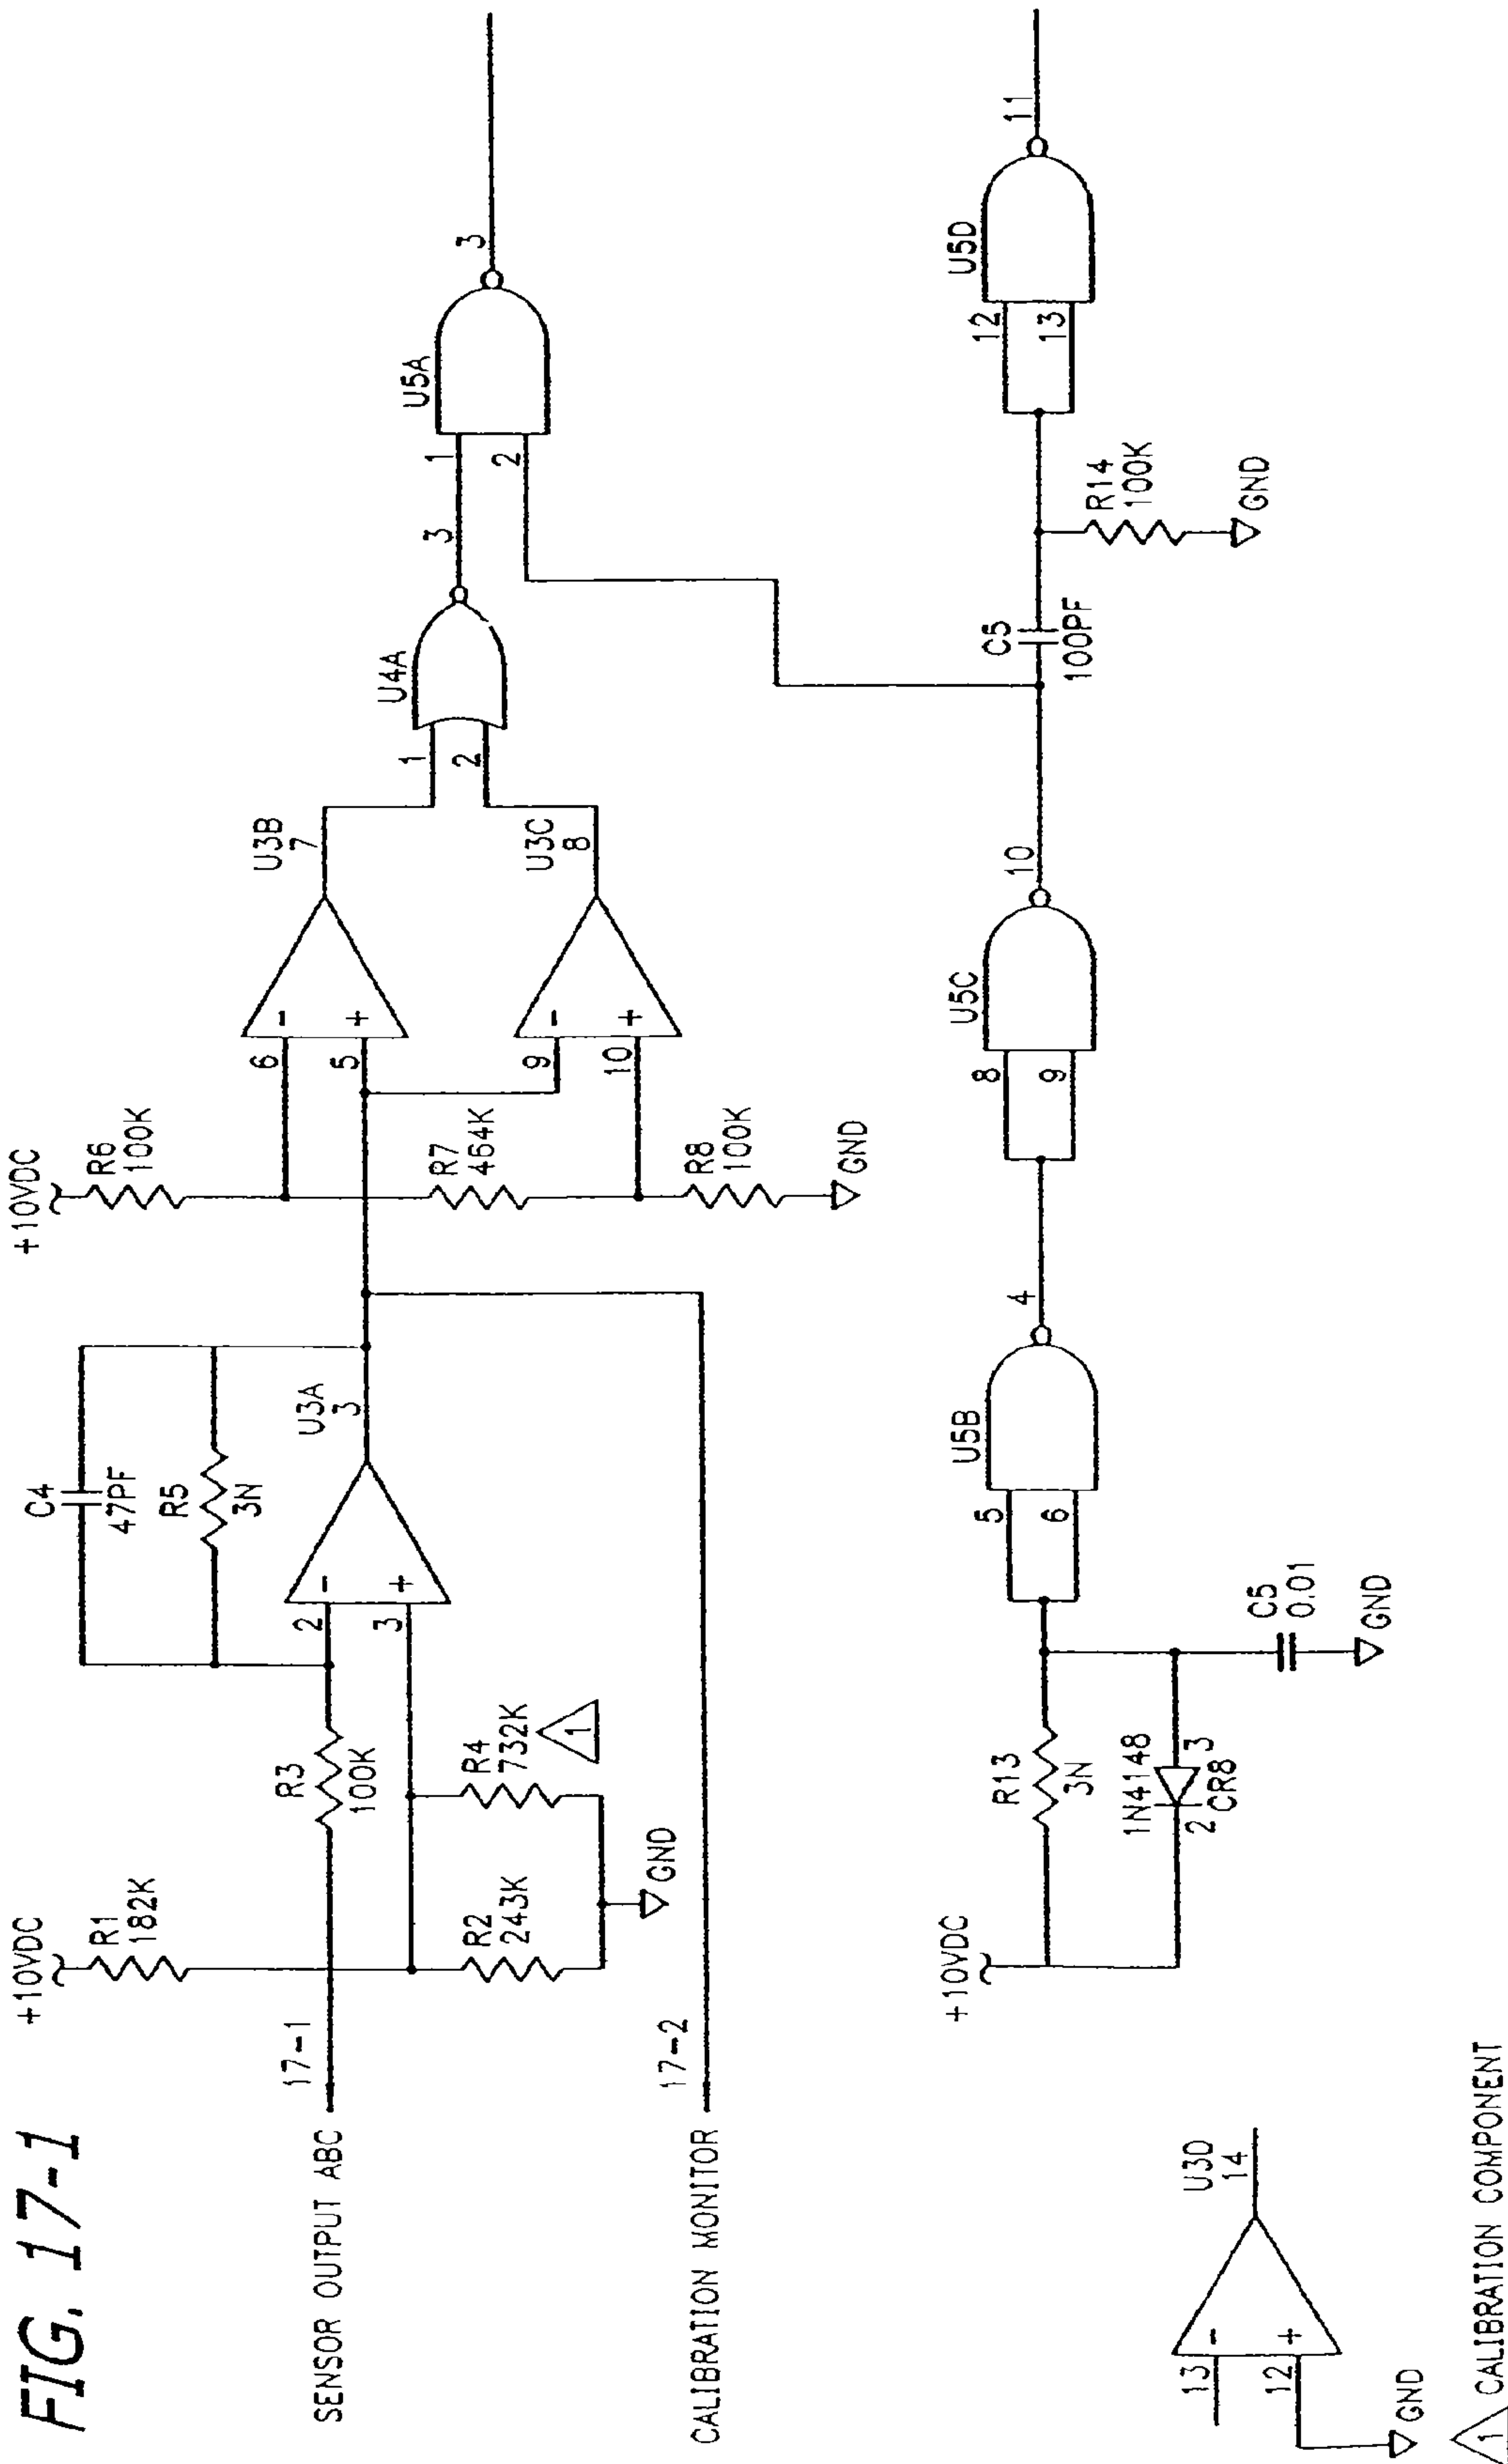 FIG. 17-1
+10VDC
R1
182K
SENSOR OUTPUT ABC
17-1
R3
100K
R2
243K
R4
732K
1
GND
C4
47PF
R5
3N
2
3
-
+
U3A
3
CALIBRATION MONITOR
17-2
+10VDC
R6
100K
R7
464K
R8
100K
GND
6
5
-
+
U3B
7
9
10
-
+
U3C
8
1
2
U4A
3
1
2
U5A
3
+10VDC
R13
3N
1N4148
2
3
CR8
C5
0.01
GND
5
6
U5B
4
8
9
U5C
10
C5
100PF
R14
100K
GND
12
13
U5D
11
13
12
-
+
U3D
14
GND
1 CALIBRATION COMPONENT